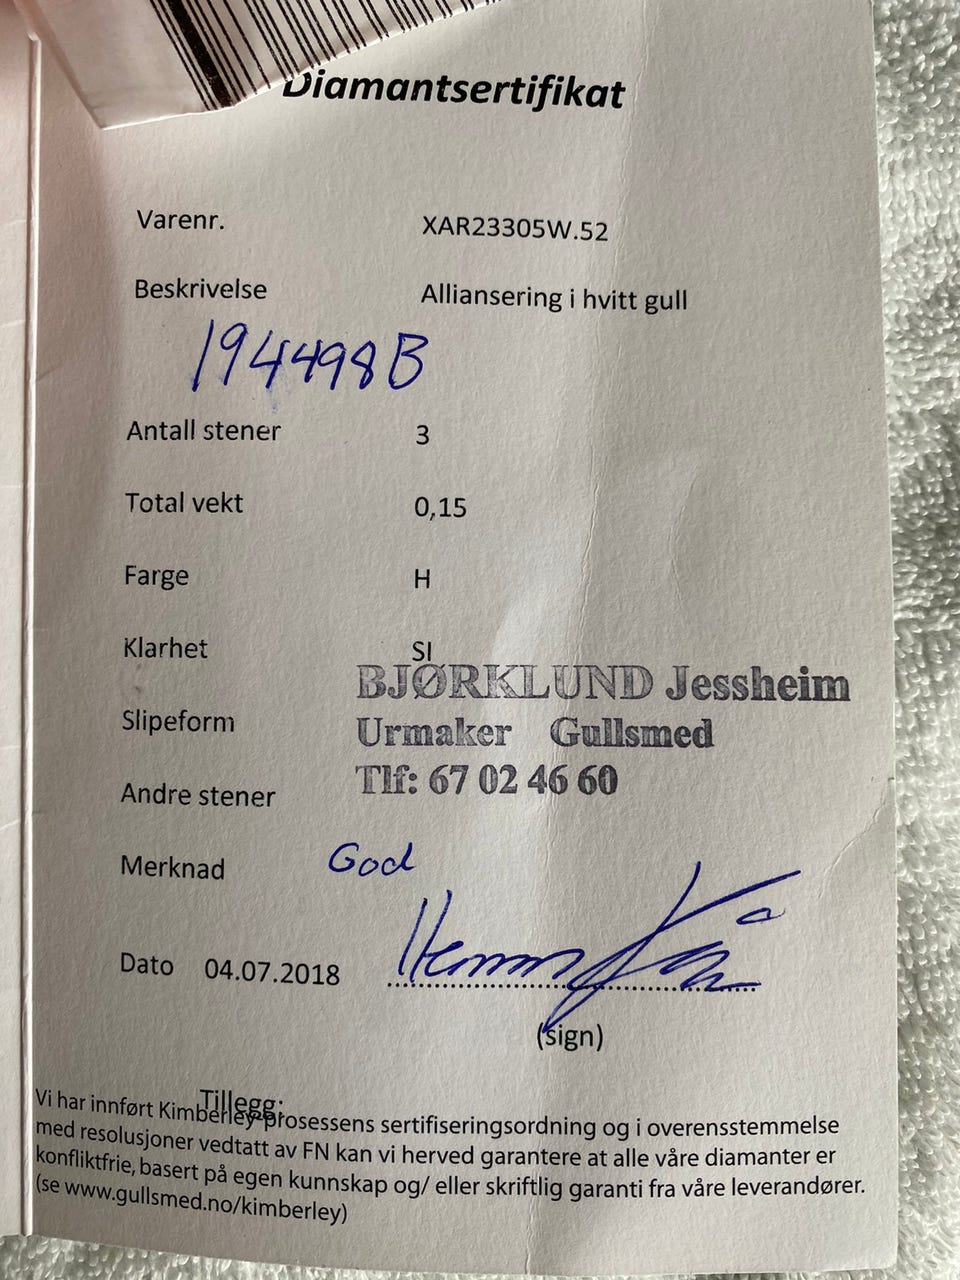 Diamantsertifikat
Varenr. XAR23305W.52
Beskrivelse Alliansering i hvitt gull
194498B
Antall stener 3
Total vekt 0,15
Farge H
Klarhet SI
BJØRKLUND Jessheim
Slipeform
Urmaker Gullsmed
Tlf: 67 02 46 60
Andre stener
Merknad God
Dato 04.07.2018
(sign)
Tillegg:
Vi har innført Kimberley-prosessens sertifiseringsordning og i overensstemmelse
med resolusjoner vedtatt av FN kan vi herved garantere at alle våre diamanter er
konfliktfrie, basert på egen kunnskap og/ eller skriftlig garanti fra våre leverandører.
(se www.gullsmed.no/kimberley)